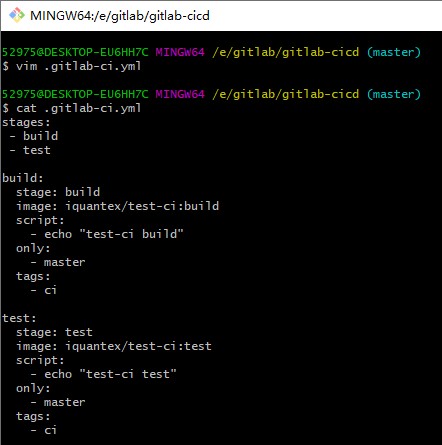 MINGW64:/e/gitlab/gitlab-cicd
52975@DESKTOP-EU6HH7C MINGW64 /e/gitlab/gitlab-cicd (master)
$ vim .gitlab-ci.yml
52975@DESKTOP-EU6HH7C MINGW64 /e/gitlab/gitlab-cicd (master)
$ cat .gitlab-ci.yml
stages:
 - build
 - test

build:
  stage: build
  image: iquantex/test-ci:build
  script:
    - echo "test-ci build"
  only:
    - master
  tags:
    - ci

test:
  stage: test
  image: iquantex/test-ci:test
  script:
    - echo "test-ci test"
  only:
    - master
  tags:
    - ci